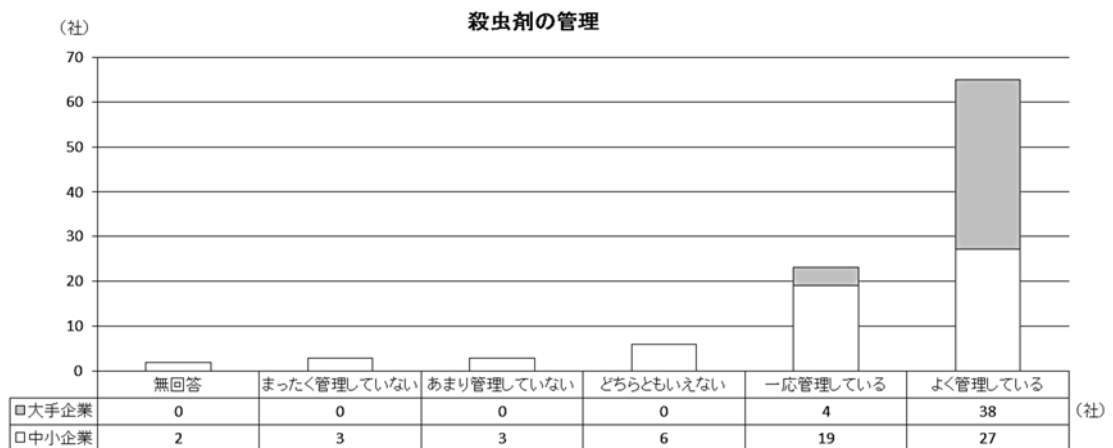 殺虫剤の管理
（社）
70
60
50
40
30
20
10
0
無回答 まったく管理していない あまり管理していない どちらともいえない 一応管理している よく管理している
大手企業 0 0 0 0 4 38 （社）
中小企業 2 3 3 6 19 27